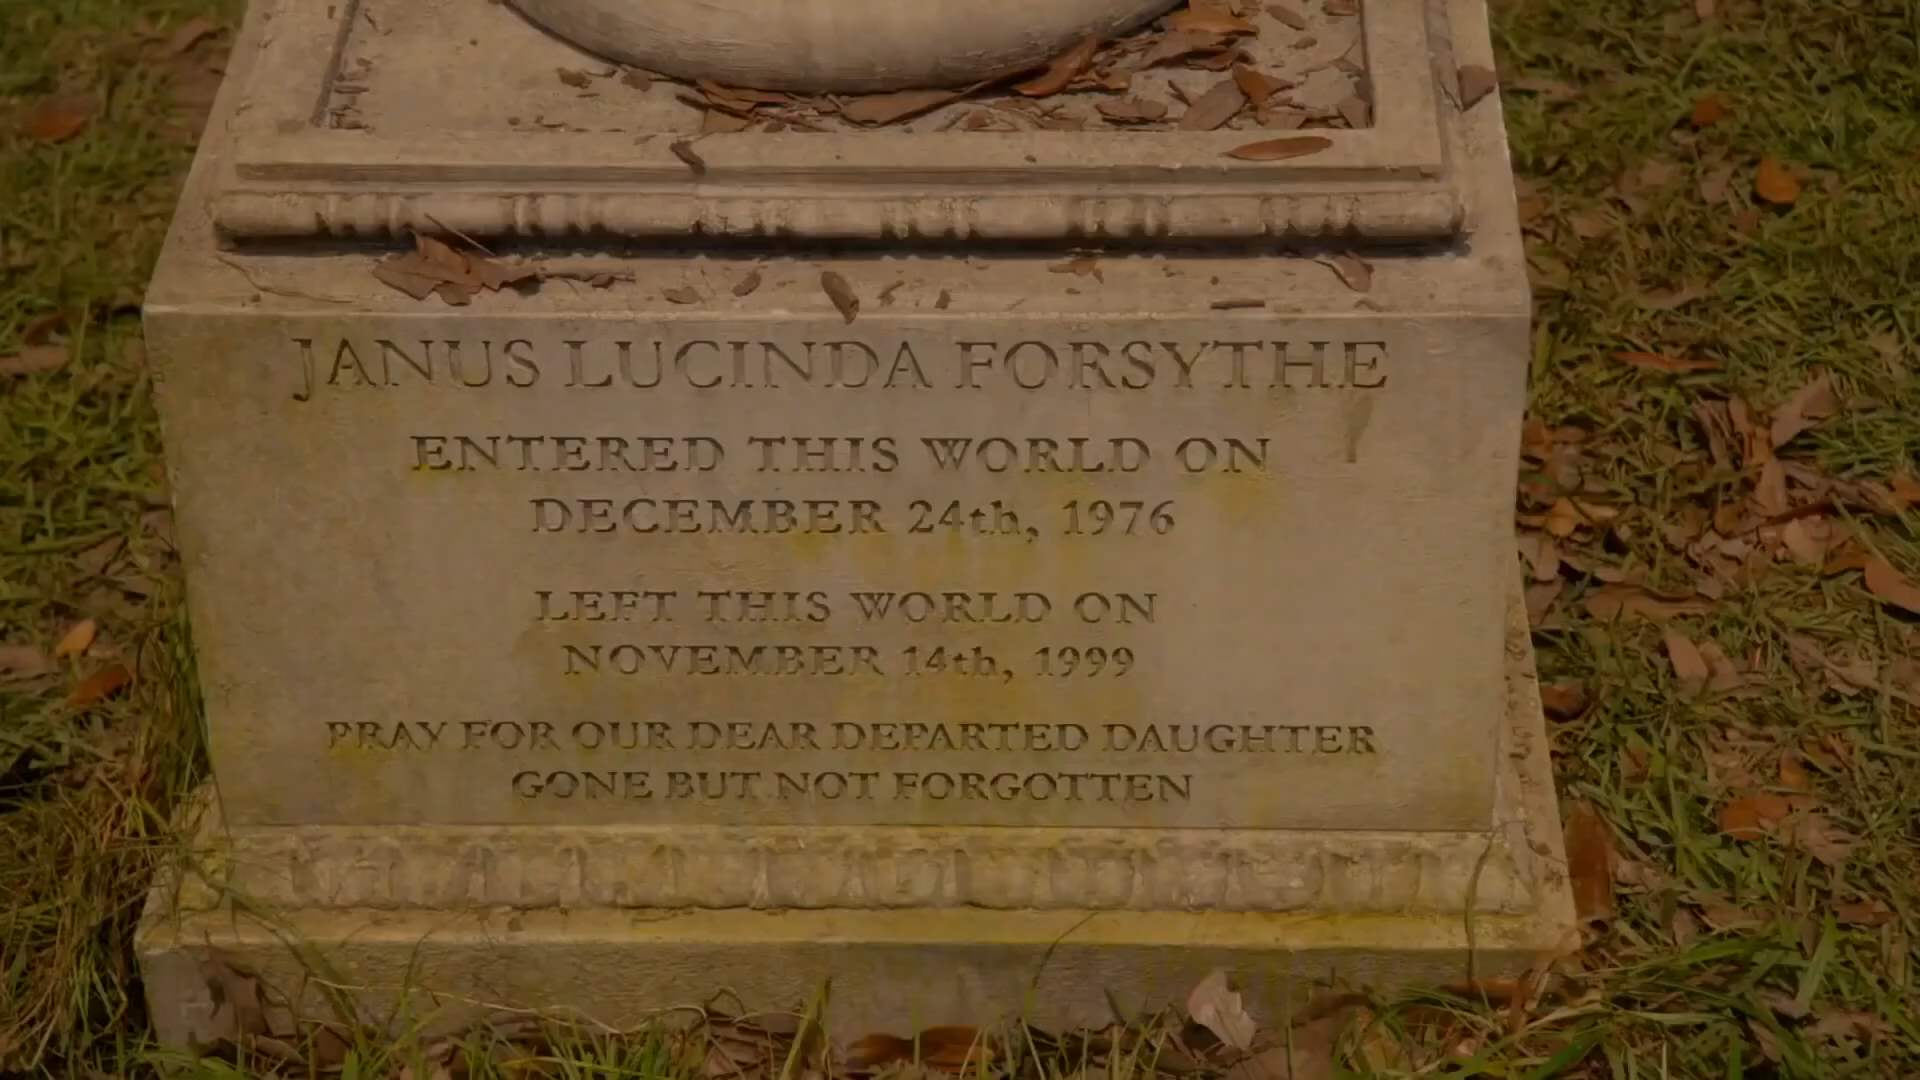 JANUS LUCINDA FORSYTHE
ENTERED THIS WORLD ON
DECEMBER 24th, 1976
LEFT THIS WORLD ON
NOVEMBER 14th, 1999
PRAY FOR OUR DEAR DEPARTED DAUGHTER
GONE BUT NOT FORGOTTEN